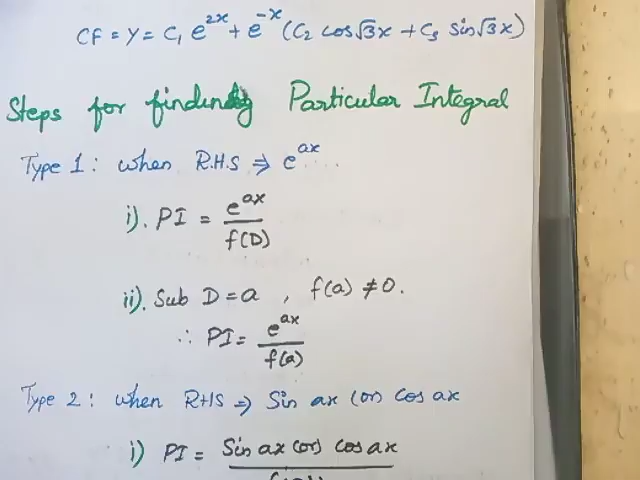 CF = Y = C₁ e^2x + e^-x (C₂ cos√3x + C₃ sin√3x)
Steps for finding Particular Integral
Type 1 : when R.H.S ⇒ e^ax
i). PI = e^ax / f(D)
ii). Sub D = a , f(a) ≠ 0.
∴ PI = e^ax / f(a)
Type 2 : when RHS ⇒ Sin ax (or) Cos ax
i) PI = Sin ax (or) cos ax